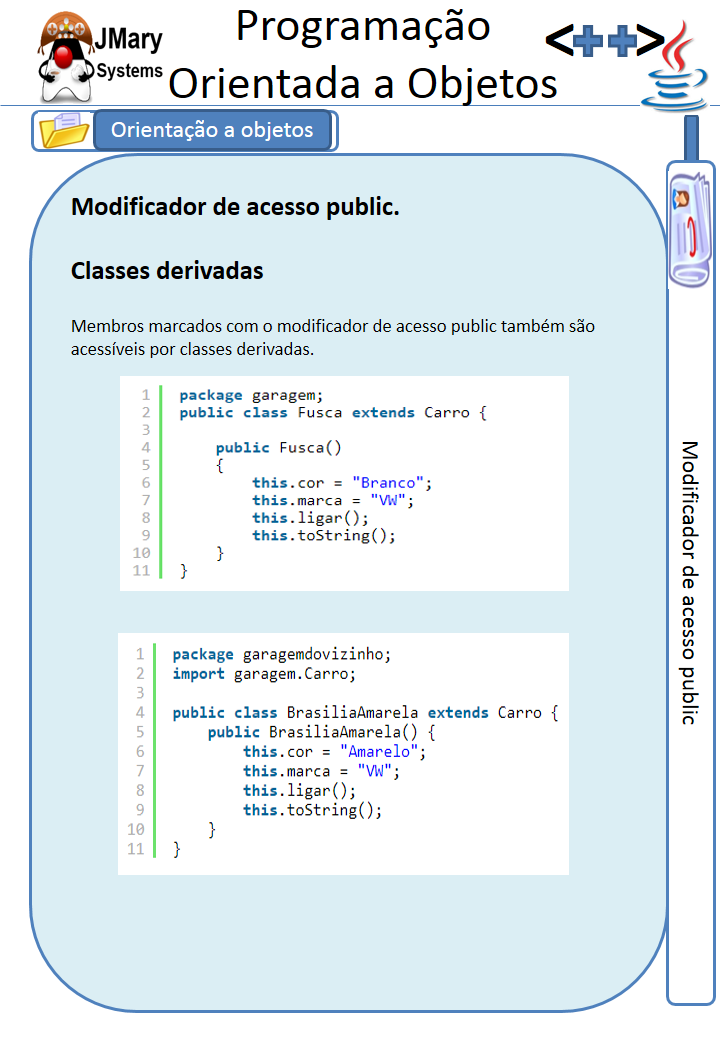 JMary
Systems
Programação
Orientada a Objetos
<++>
Orientação a objetos
Modificador de acesso public.
Classes derivadas
Membros marcados com o modificador de acesso public também são
acessíveis por classes derivadas.
1 package garagem;
2 public class Fusca extends Carro {
3
4 public Fusca()
5 {
6 this.cor = "Branco";
7 this.marca = "VW";
8 this.ligar();
9 this.toString();
10 }
11 }
1 package garagemdovizinho;
2 import garagem.Carro;
3
4 public class BrasiliaAmarela extends Carro {
5 public BrasiliaAmarela() {
6 this.cor = "Amarelo";
7 this.marca = "VW";
8 this.ligar();
9 this.toString();
10 }
11 }
Modificador de acesso public